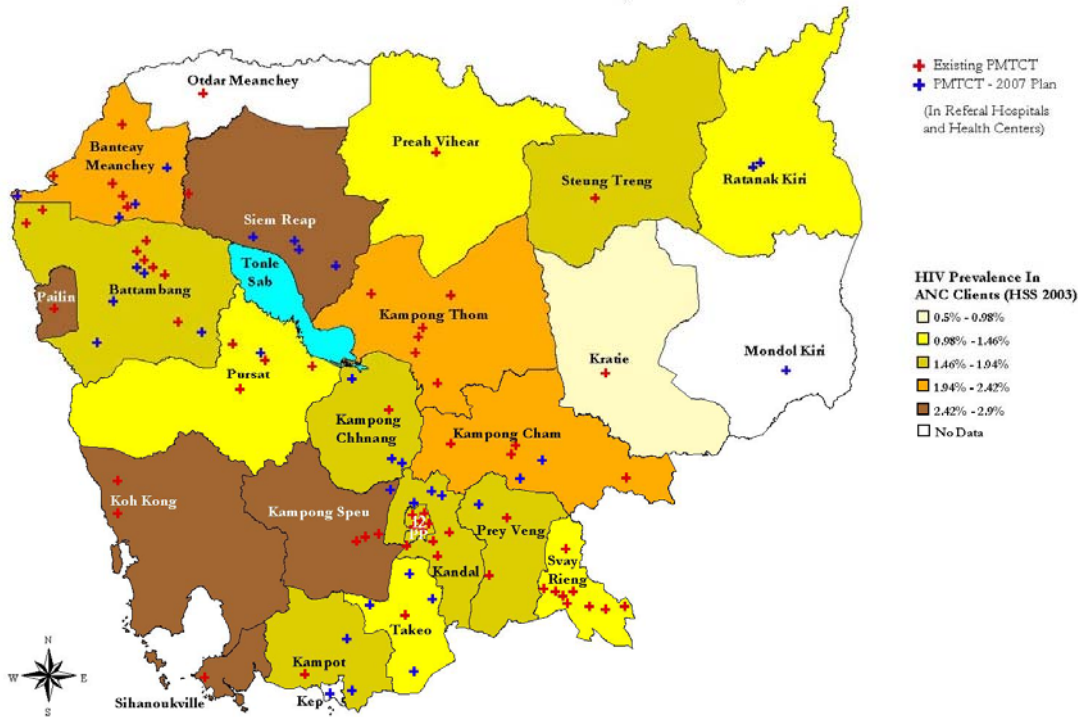 Otdar Meanchey
Existing PMTCT
PMTCT - 2007 Plan
(In Referal Hospitals
and Health Centers)
Banteay
Meanchey
Preah Vihear
Steung Treng
Ratanak Kiri
Siem Reap
Tonle
Sab
HIV Prevalence In
ANC Clients (HSS 2003)
0.5% - 0.98%
0.98% - 1.46%
1.46% - 1.94%
1.94% - 2.42%
2.42% - 2.9%
No Data
Pailin
Battambang
Kampong Thom
Kratie
Mondol Kiri
Pursat
Kampong
Chhnang
Kampong Cham
Koh Kong
Kampong Speu
12
PP
Prey Veng
Kandal
Svay
Rieng
Takeo
Kampot
Kep
Sihanoukville
N
W
E
S